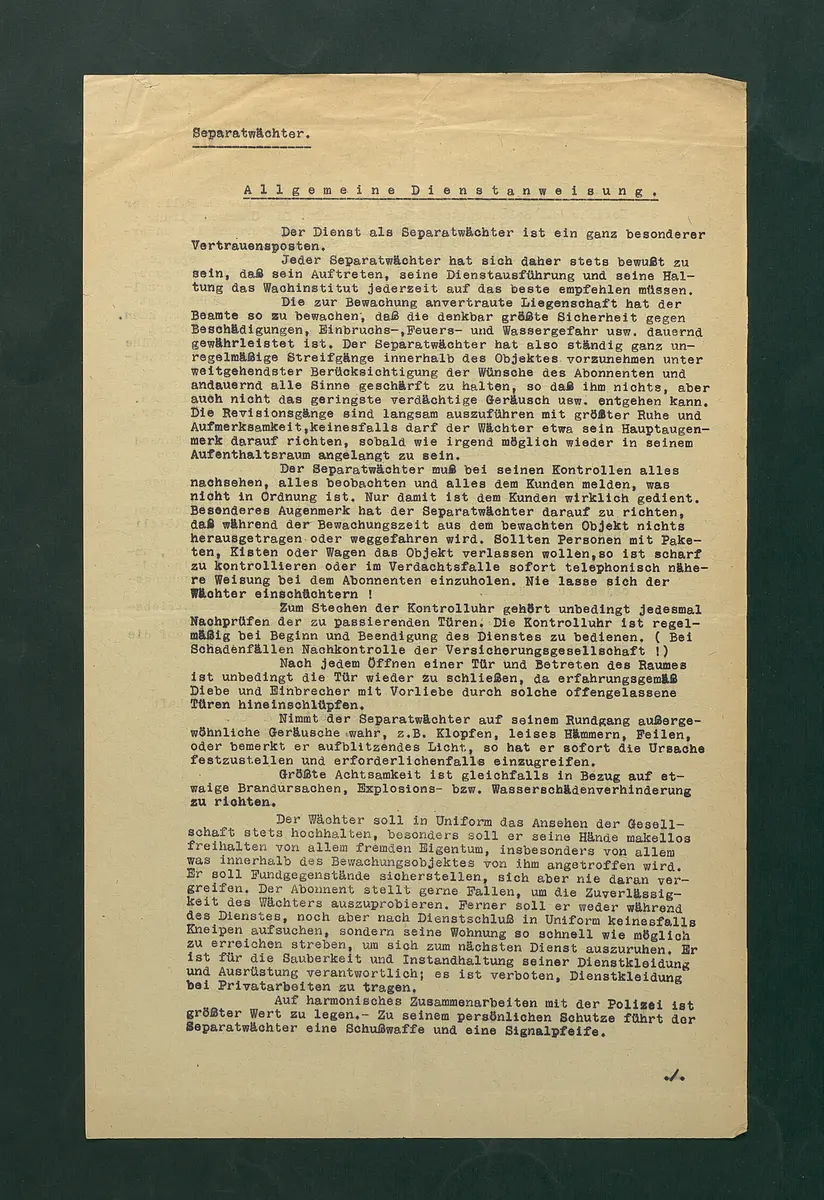 Separatwächter.
Allgemeine Dienstanweisung.
Der Dienst als Separatwächter ist ein ganz besonderer
Vertrauensposten.
Jeder Separatwächter hat sich daher stets bewußt zu
sein, daß sein Auftreten, seine Dienstausführung und seine Hal-
tung das Wachinstitut jederzeit auf das beste empfehlen müssen.
Die zur Bewachung anvertraute Liegenschaft hat der
Beamte so zu bewachen, daß die denkbar größte Sicherheit gegen
Beschädigungen, Einbruchs-,Feuers- und Wassergefahr usw. dauernd
gewährleistet ist. Der Separatwächter hat also ständig ganz un-
regelmäßige Streifgänge innerhalb des Objektes vorzunehmen unter
weitgehendster Berücksichtigung der Wünsche des Abonnenten und
andauernd alle Sinne geschärft zu halten, so daß ihm nichts, aber
auch nicht das geringste verdächtige Geräusch usw. entgehen kann.
Die Revisionsgänge sind langsam auszuführen mit größter Ruhe und
Aufmerksamkeit,keinesfalls darf der Wächter etwa sein Hauptaugen-
merk darauf richten, sobald wie irgend möglich wieder in seinem
Aufenthaltsraum angelangt zu sein.
Der Separatwächter muß bei seinen Kontrollen alles
nachsehen, alles beobachten und alles dem Kunden melden, was
nicht in Ordnung ist. Nur damit ist dem Kunden wirklich gedient.
Besonderes Augenmerk hat der Separatwächter darauf zu richten,
daß während der Bewachungszeit aus dem bewachten Objekt nichts
herausgetragen oder weggefahren wird. Sollten Personen mit Pake-
ten, Kisten oder Wagen das Objekt verlassen wollen,so ist scharf
zu kontrollieren oder im Verdachtsfalle sofort telephonisch nähe-
re Weisung bei dem Abonnenten einzuholen. Nie lasse sich der
Wächter einschüchtern !
Zum Stechen der Kontrolluhr gehört unbedingt jedesmal
Nachprüfen der zu passierenden Türen. Die Kontrolluhr ist regel-
mäßig bei Beginn und Beendigung des Dienstes zu bedienen. ( Bei
Schadenfällen Nachkontrolle der Versicherungsgesellschaft !)
Nach jedem Öffnen einer Tür und Betreten des Raumes
ist unbedingt die Tür wieder zu schließen, da erfahrungsgemäß
Diebe und Einbrecher mit Vorliebe durch solche offengelassene
Türen hineinschlüpfen.
Nimmt der Separatwächter auf seinem Rundgang außerge-
wöhnliche Geräusche wahr, z.B. Klopfen, leises Hämmern, Feilen,
oder bemerkt er aufblitzendes Licht, so hat er sofort die Ursache
festzustellen und erforderlichenfalls einzugreifen.
Größte Achtsamkeit ist gleichfalls in Bezug auf et-
waige Brandursachen, Explosions- bzw. Wasserschädenverhinderung
zu richten.
Der Wächter soll in Uniform das Ansehen der Gesell-
schaft stets hochhalten, besonders soll er seine Hände makellos
freihalten von allem fremden Eigentum, insbesonders von allem
was innerhalb des Bewachungsobjektes von ihm angetroffen wird.
Er soll Fundgegenstände sicherstellen, sich aber nie daran ver-
greifen. Der Abonnent stellt gerne Fallen, um die Zuverlässig-
keit des Wächters auszuprobieren. Ferner soll er weder während
des Dienstes, noch aber nach Dienstschluß in Uniform keinesfalls
Kneipen aufsuchen, sondern seine Wohnung so schnell wie möglich
zu erreichen streben, um sich zum nächsten Dienst auszuruhen. Er
ist für die Sauberkeit und Instandhaltung seiner Dienstkleidung
und Ausrüstung verantwortlich; es ist verboten, Dienstkleidung
bei Privatarbeiten zu tragen.
Auf harmonisches Zusammenarbeiten mit der Polizei ist
größter Wert zu legen.- Zu seinem persönlichen Schutze führt der
Separatwächter eine Schußwaffe und eine Signalpfeife.
./.